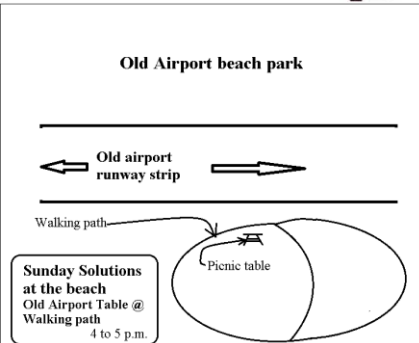 Old Airport beach park
Old airport
runway strip
Walking path
Picnic table
Sunday Solutions
at the beach
Old Airport Table @
Walking path
4 to 5 p.m.